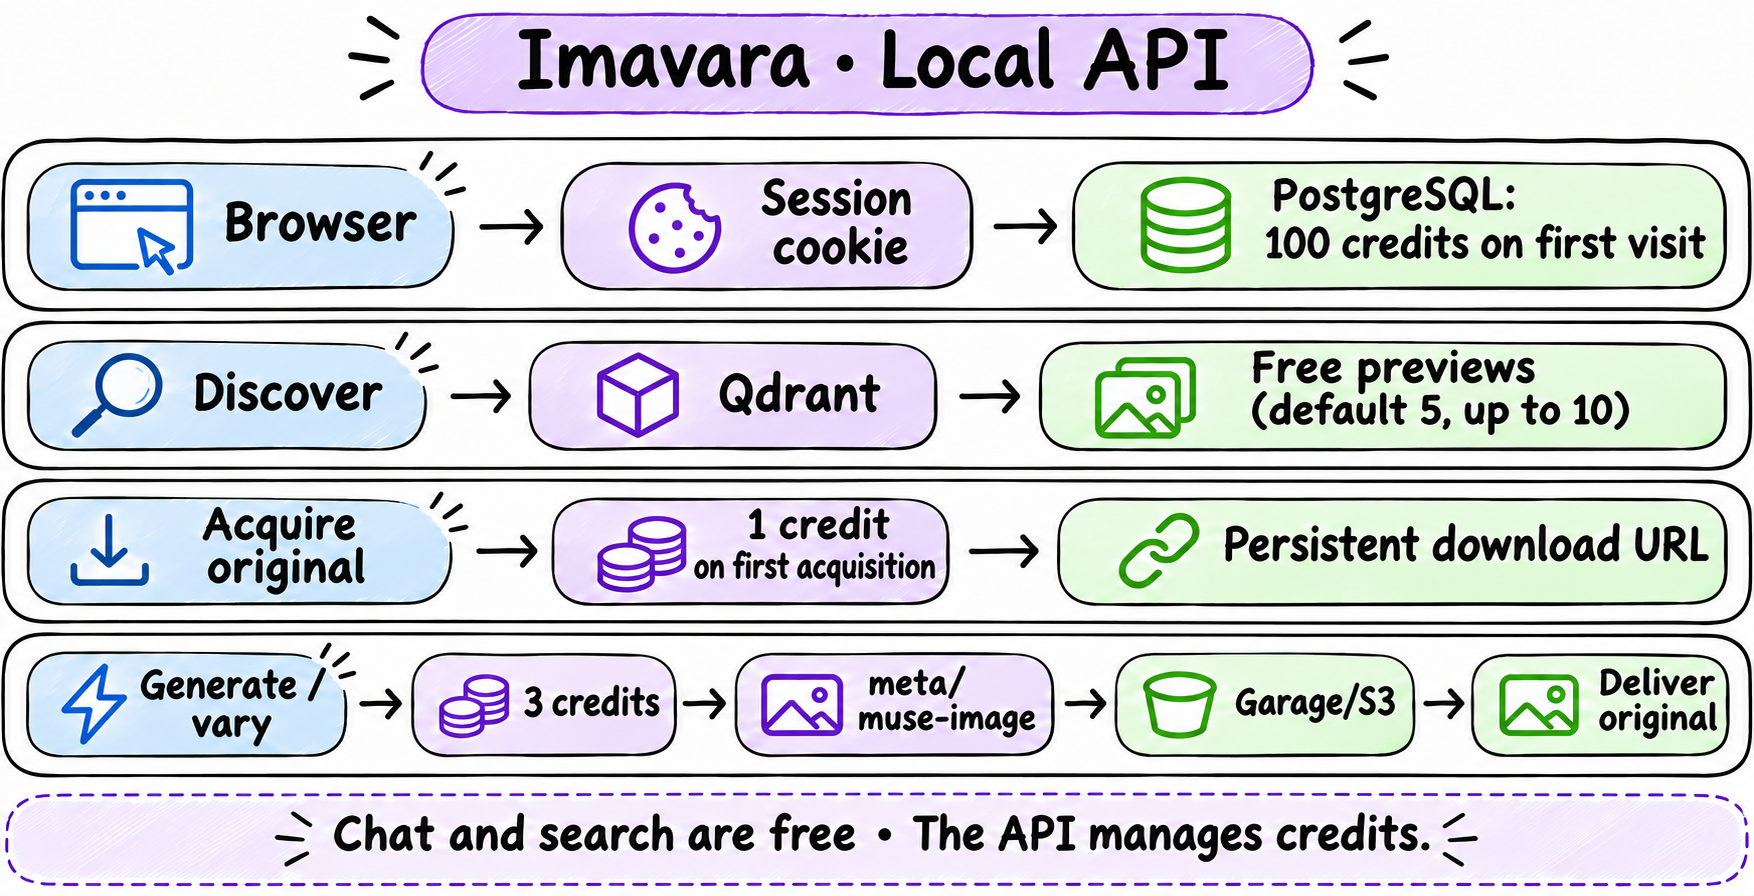 Imavara • Local API
Browser
Session
cookie
PostgreSQL:
100 credits on first visit
Discover
Qdrant
Free previews
(default 5, up to 10)
Acquire
original
1 credit
on first acquisition
Persistent download URL
Generate /
vary
3 credits
meta/
muse-image
Garage/S3
Deliver
original
Chat and search are free • The API manages credits.